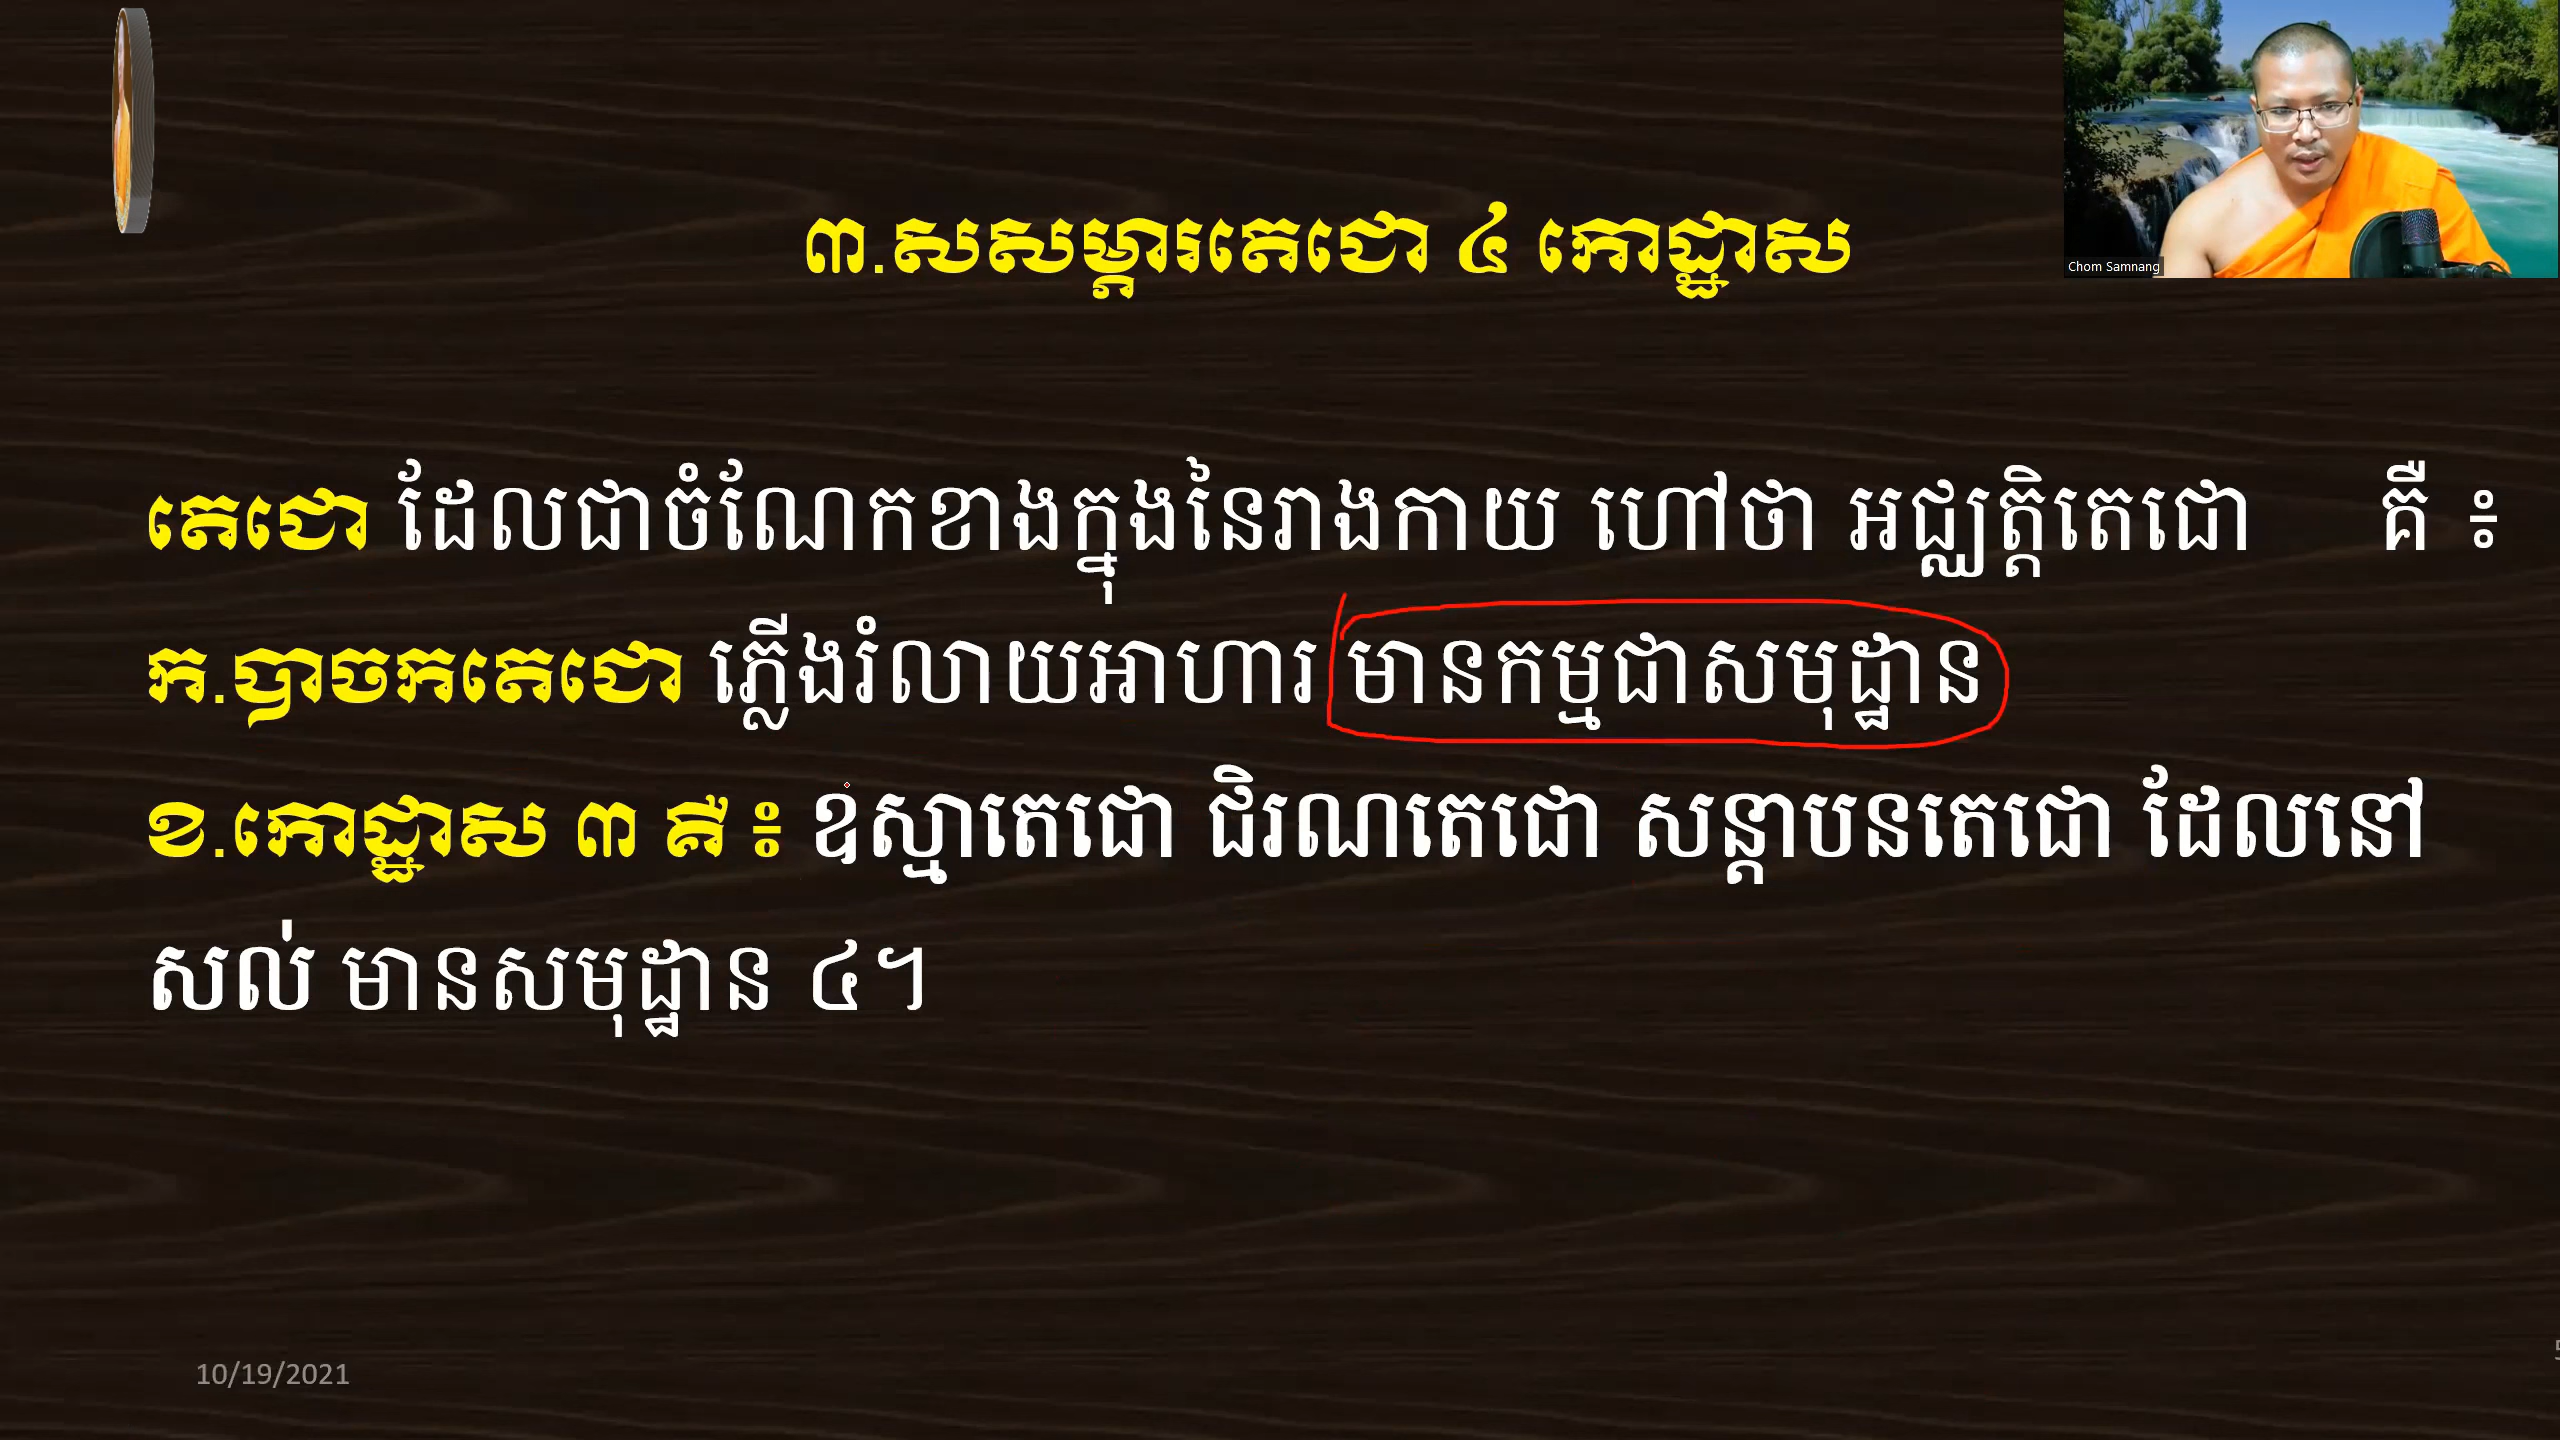 Chom Samnang
៣.សសម្ភារតេជោ ៤ កោដ្ឋាស
តេជោ ដែលជាចំណែកខាងក្នុងនៃរាងកាយ ហៅថា អជ្ឈត្តិតេជោ គឺ ៖
ក.បាចកតេជោ ភ្លើងរំលាយអាហារ មានកម្មជាសមុដ្ឋាន
ខ.កោដ្ឋាស ៣ គឺ ៖ ឧស្មាតេជោ ជិរណតេជោ សន្តាបនតេជោ ដែលនៅ
សល់ មានសមុដ្ឋាន ៤។
10/19/2021